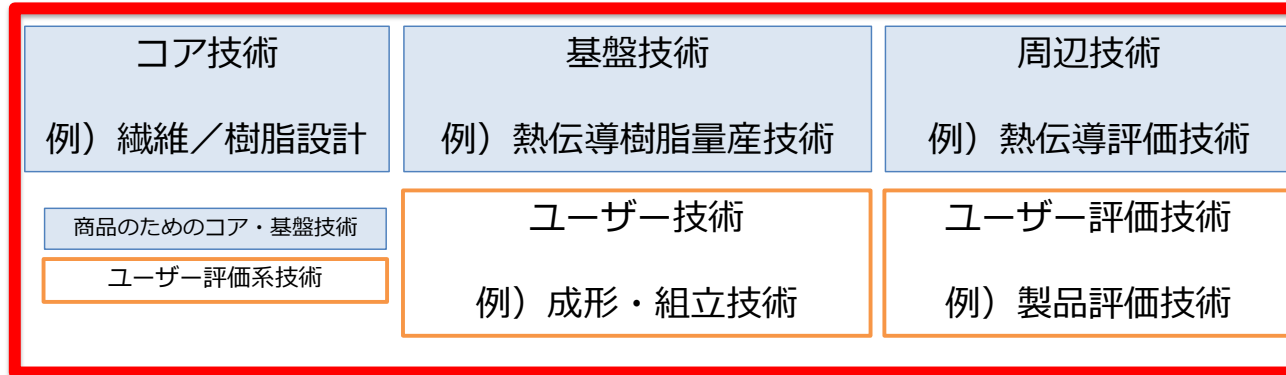 コア技術
例）繊維／樹脂設計
基盤技術
例）熱伝導樹脂量産技術
周辺技術
例）熱伝導評価技術
商品のためのコア・基盤技術
ユーザー評価系技術
ユーザー技術
例）成形・組立技術
ユーザー評価技術
例）製品評価技術